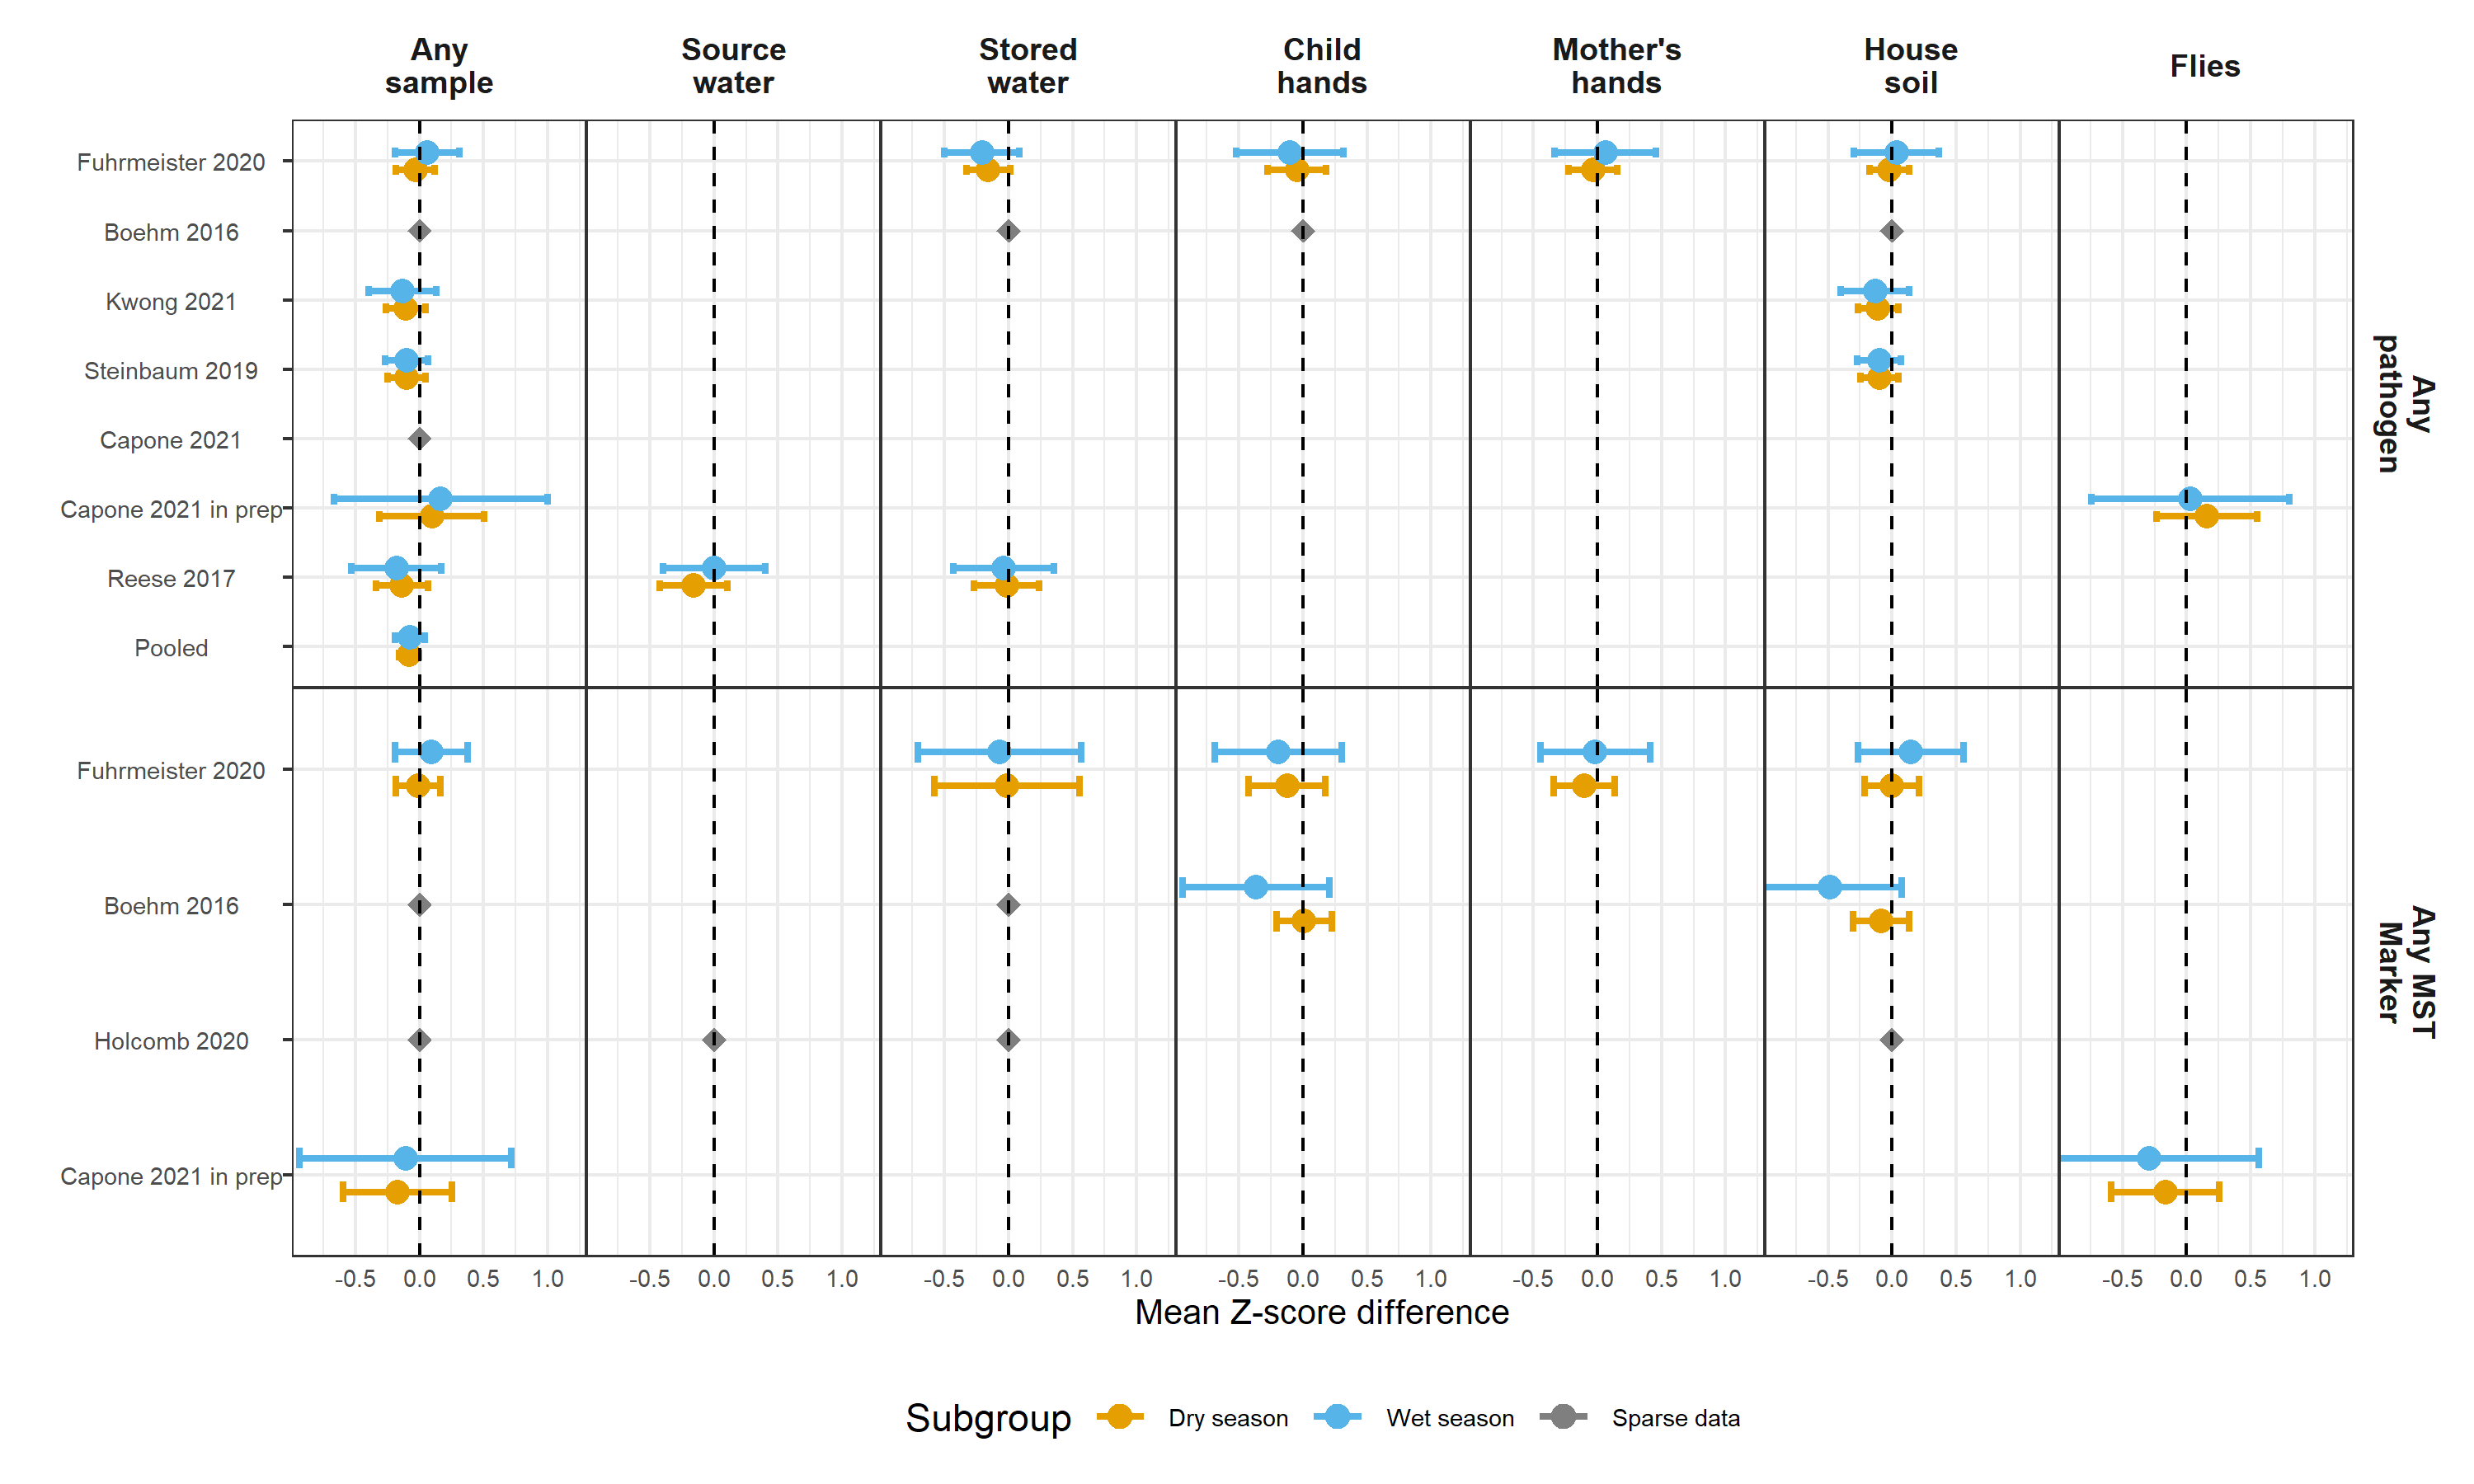 Any
sample
Source
water
Stored
water
Child
hands
Mother's
hands
House
soil
Flies
Fuhrmeister 2020
Boehm 2016
Kwong 2021
Steinbaum 2019
Capone 2021
Capone 2021 in prep
Reese 2017
Pooled
Any
pathogen
Fuhrmeister 2020
Boehm 2016
Holcomb 2020
Capone 2021 in prep
Any MST
Marker
-0.5 0.0 0.5 1.0 -0.5 0.0 0.5 1.0 -0.5 0.0 0.5 1.0 -0.5 0.0 0.5 1.0 -0.5 0.0 0.5 1.0 -0.5 0.0 0.5 1.0 -0.5 0.0 0.5 1.0
Mean Z-score difference
Subgroup Dry season Wet season Sparse data